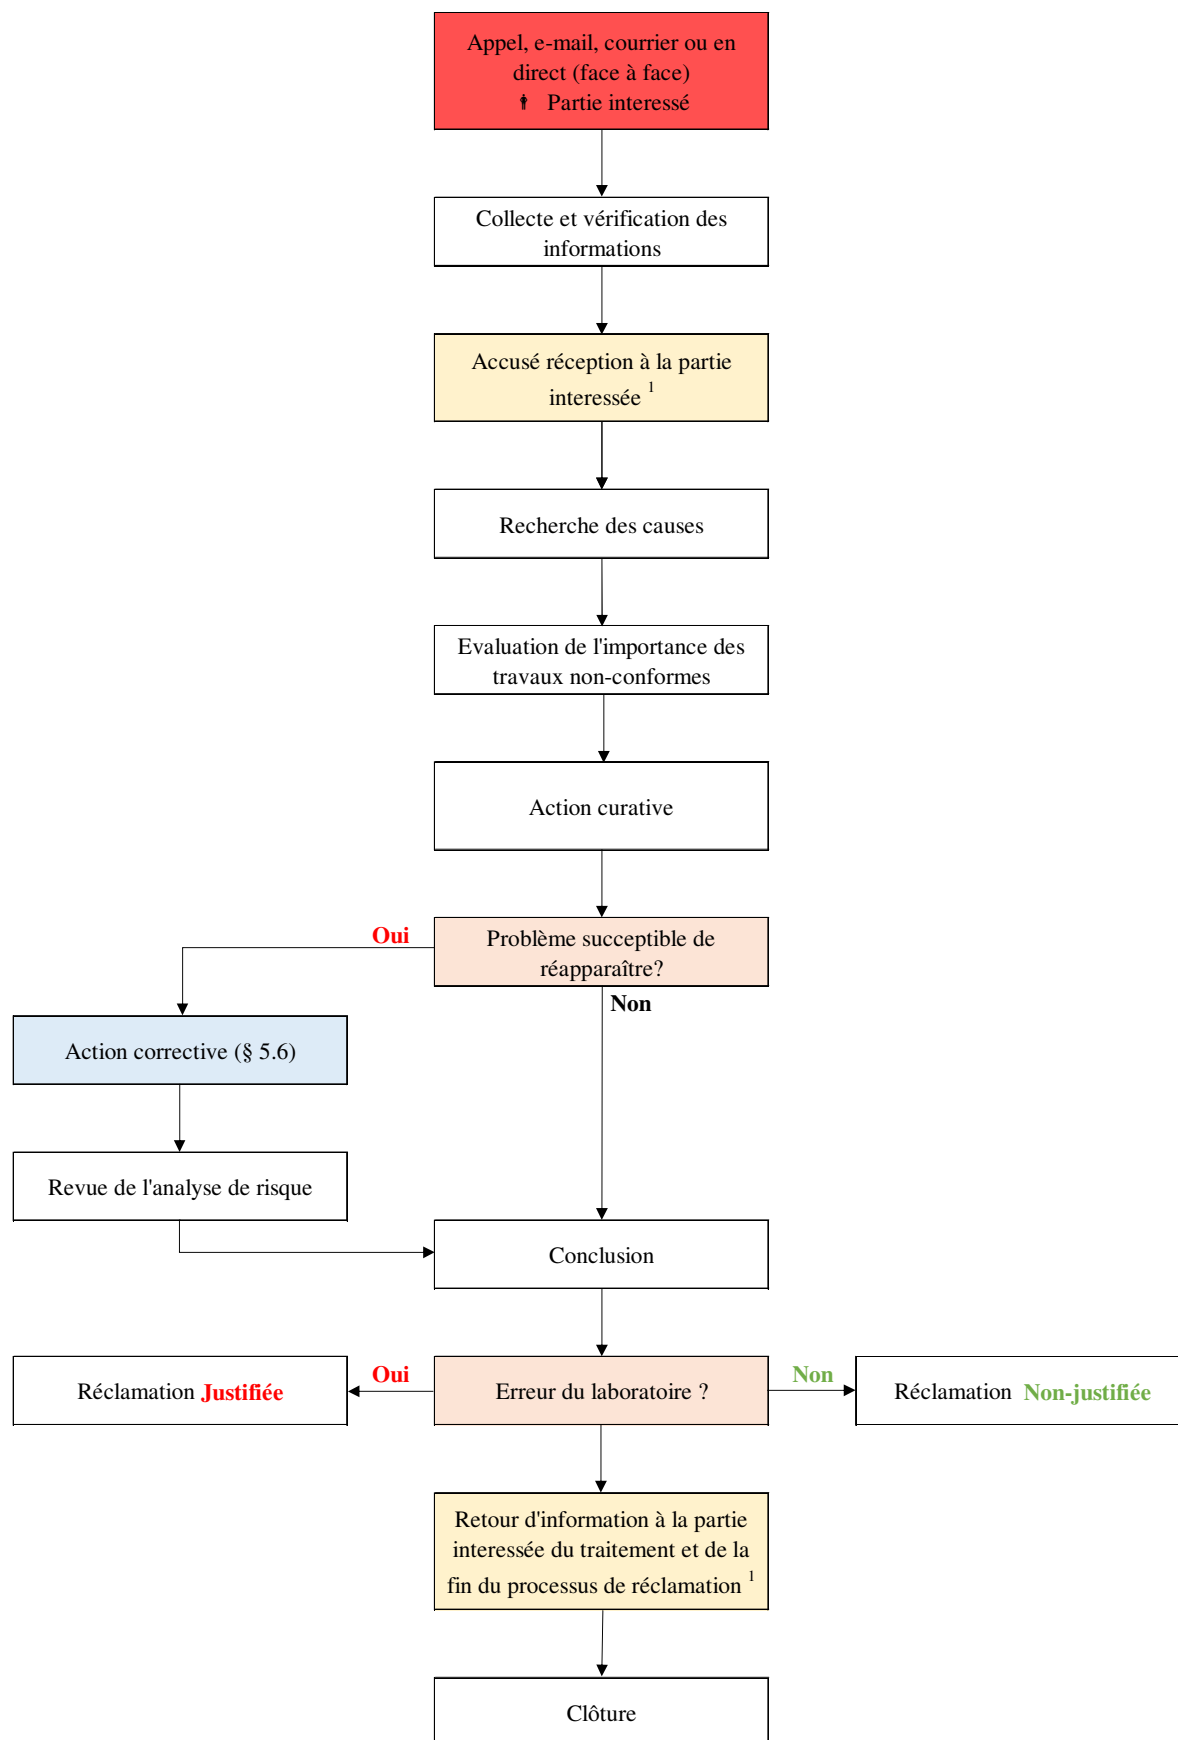 Appel, e-mail, courrier ou en
direct (face à face)
Partie interessé
Collecte et vérification des
informations
Accusé réception à la partie
interessée 1
Recherche des causes
Evaluation de l'importance des
travaux non-conformes
Action curative
Problème succeptible de
réapparaître?
Oui
Non
Action corrective (§ 5.6)
Revue de l'analyse de risque
Conclusion
Erreur du laboratoire ?
Oui
Réclamation Justifiée
Non
Réclamation Non-justifiée
Retour d'information à la partie
interessée du traitement et de la
fin du processus de réclamation 1
Clôture